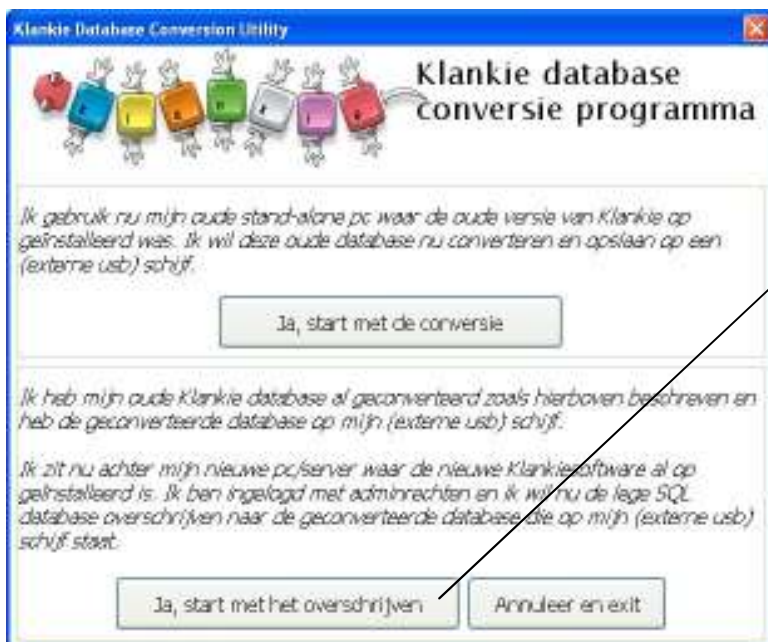 Klankie Database Conversion Utility
Klankie database
conversie programma
Ik gebruik nu mijn oude stand-alone pc waar de oude versie van Klankie op
geïnstalleerd was. Ik wil deze oude database nu converteren en opslaan op een
(externe usb) schijf.
Ja, start met de conversie
Ik heb mijn oude Klankie database al geconverteerd zoals hierboven beschreven en
heb de geconverteerde database op mijn (externe usb) schijf.
Ik zit nu achter mijn nieuwe pc/server waar de nieuwe Klankiesoftware al op
geïnstalleerd is. Ik ben ingelogd met adminrechten en ik wil nu de lege SQL
database overschrijven naar de geconverteerde database die op mijn (externe usb)
schijf staat.
Ja, start met het overschrijven
Annuleer en exit